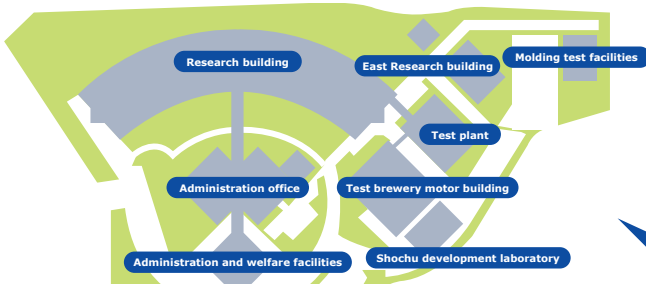 Research building
East Research building
Molding test facilities
Test plant
Administration office
Test brewery motor building
Administration and welfare facilities
Shochu development laboratory